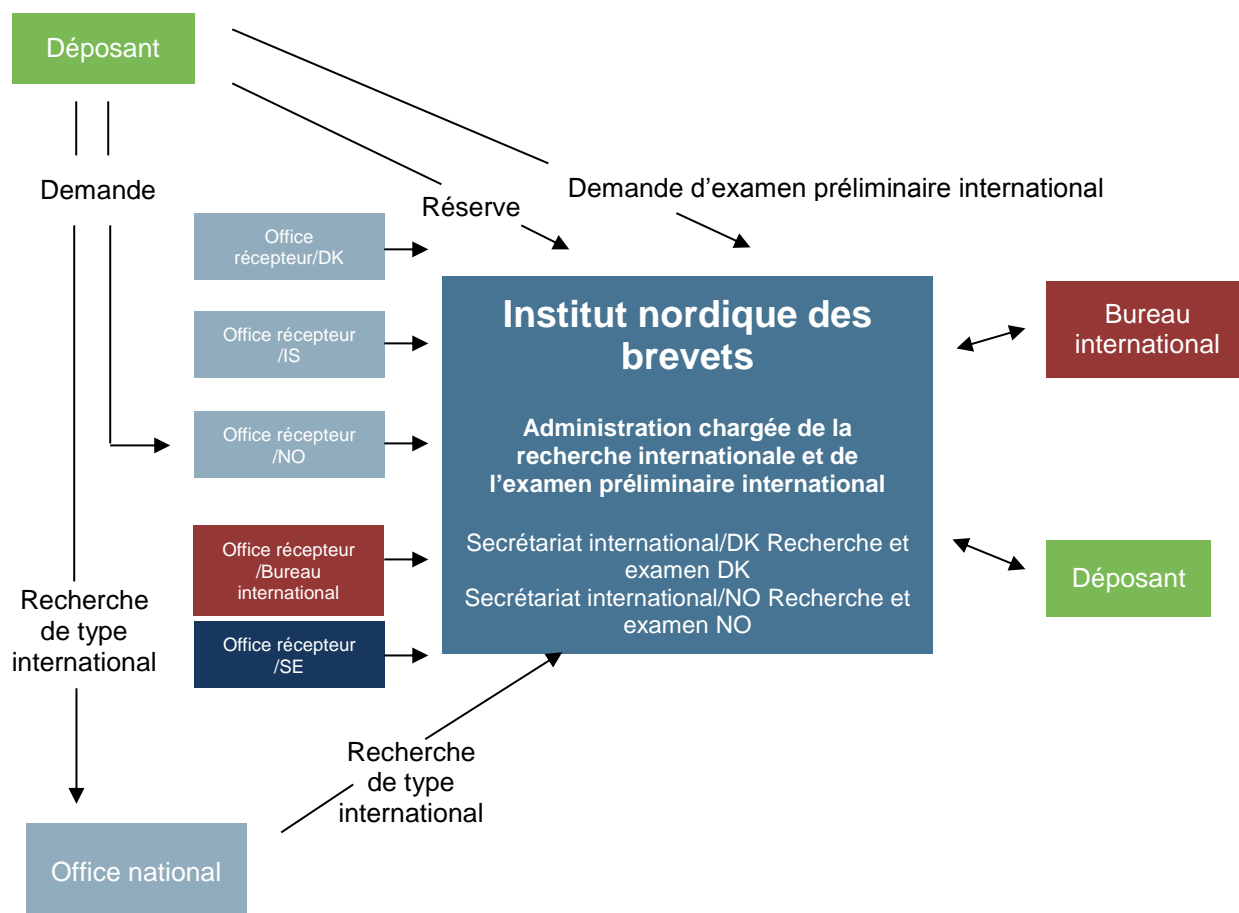 Déposant
Demande
Réserve
Demande d'examen préliminaire international
Office
récepteur/DK
Office récepteur
/IS
Office récepteur
/NO
Office récepteur
/Bureau
international
Office récepteur
/SE
Institut nordique des
brevets
Administration chargée de la
recherche internationale et de
l'examen préliminaire international
Secrétariat international/DK Recherche et
examen DK
Secrétariat international/NO Recherche et
examen NO
Bureau
international
Déposant
Recherche
de type
international
Recherche
de type
international
Office national